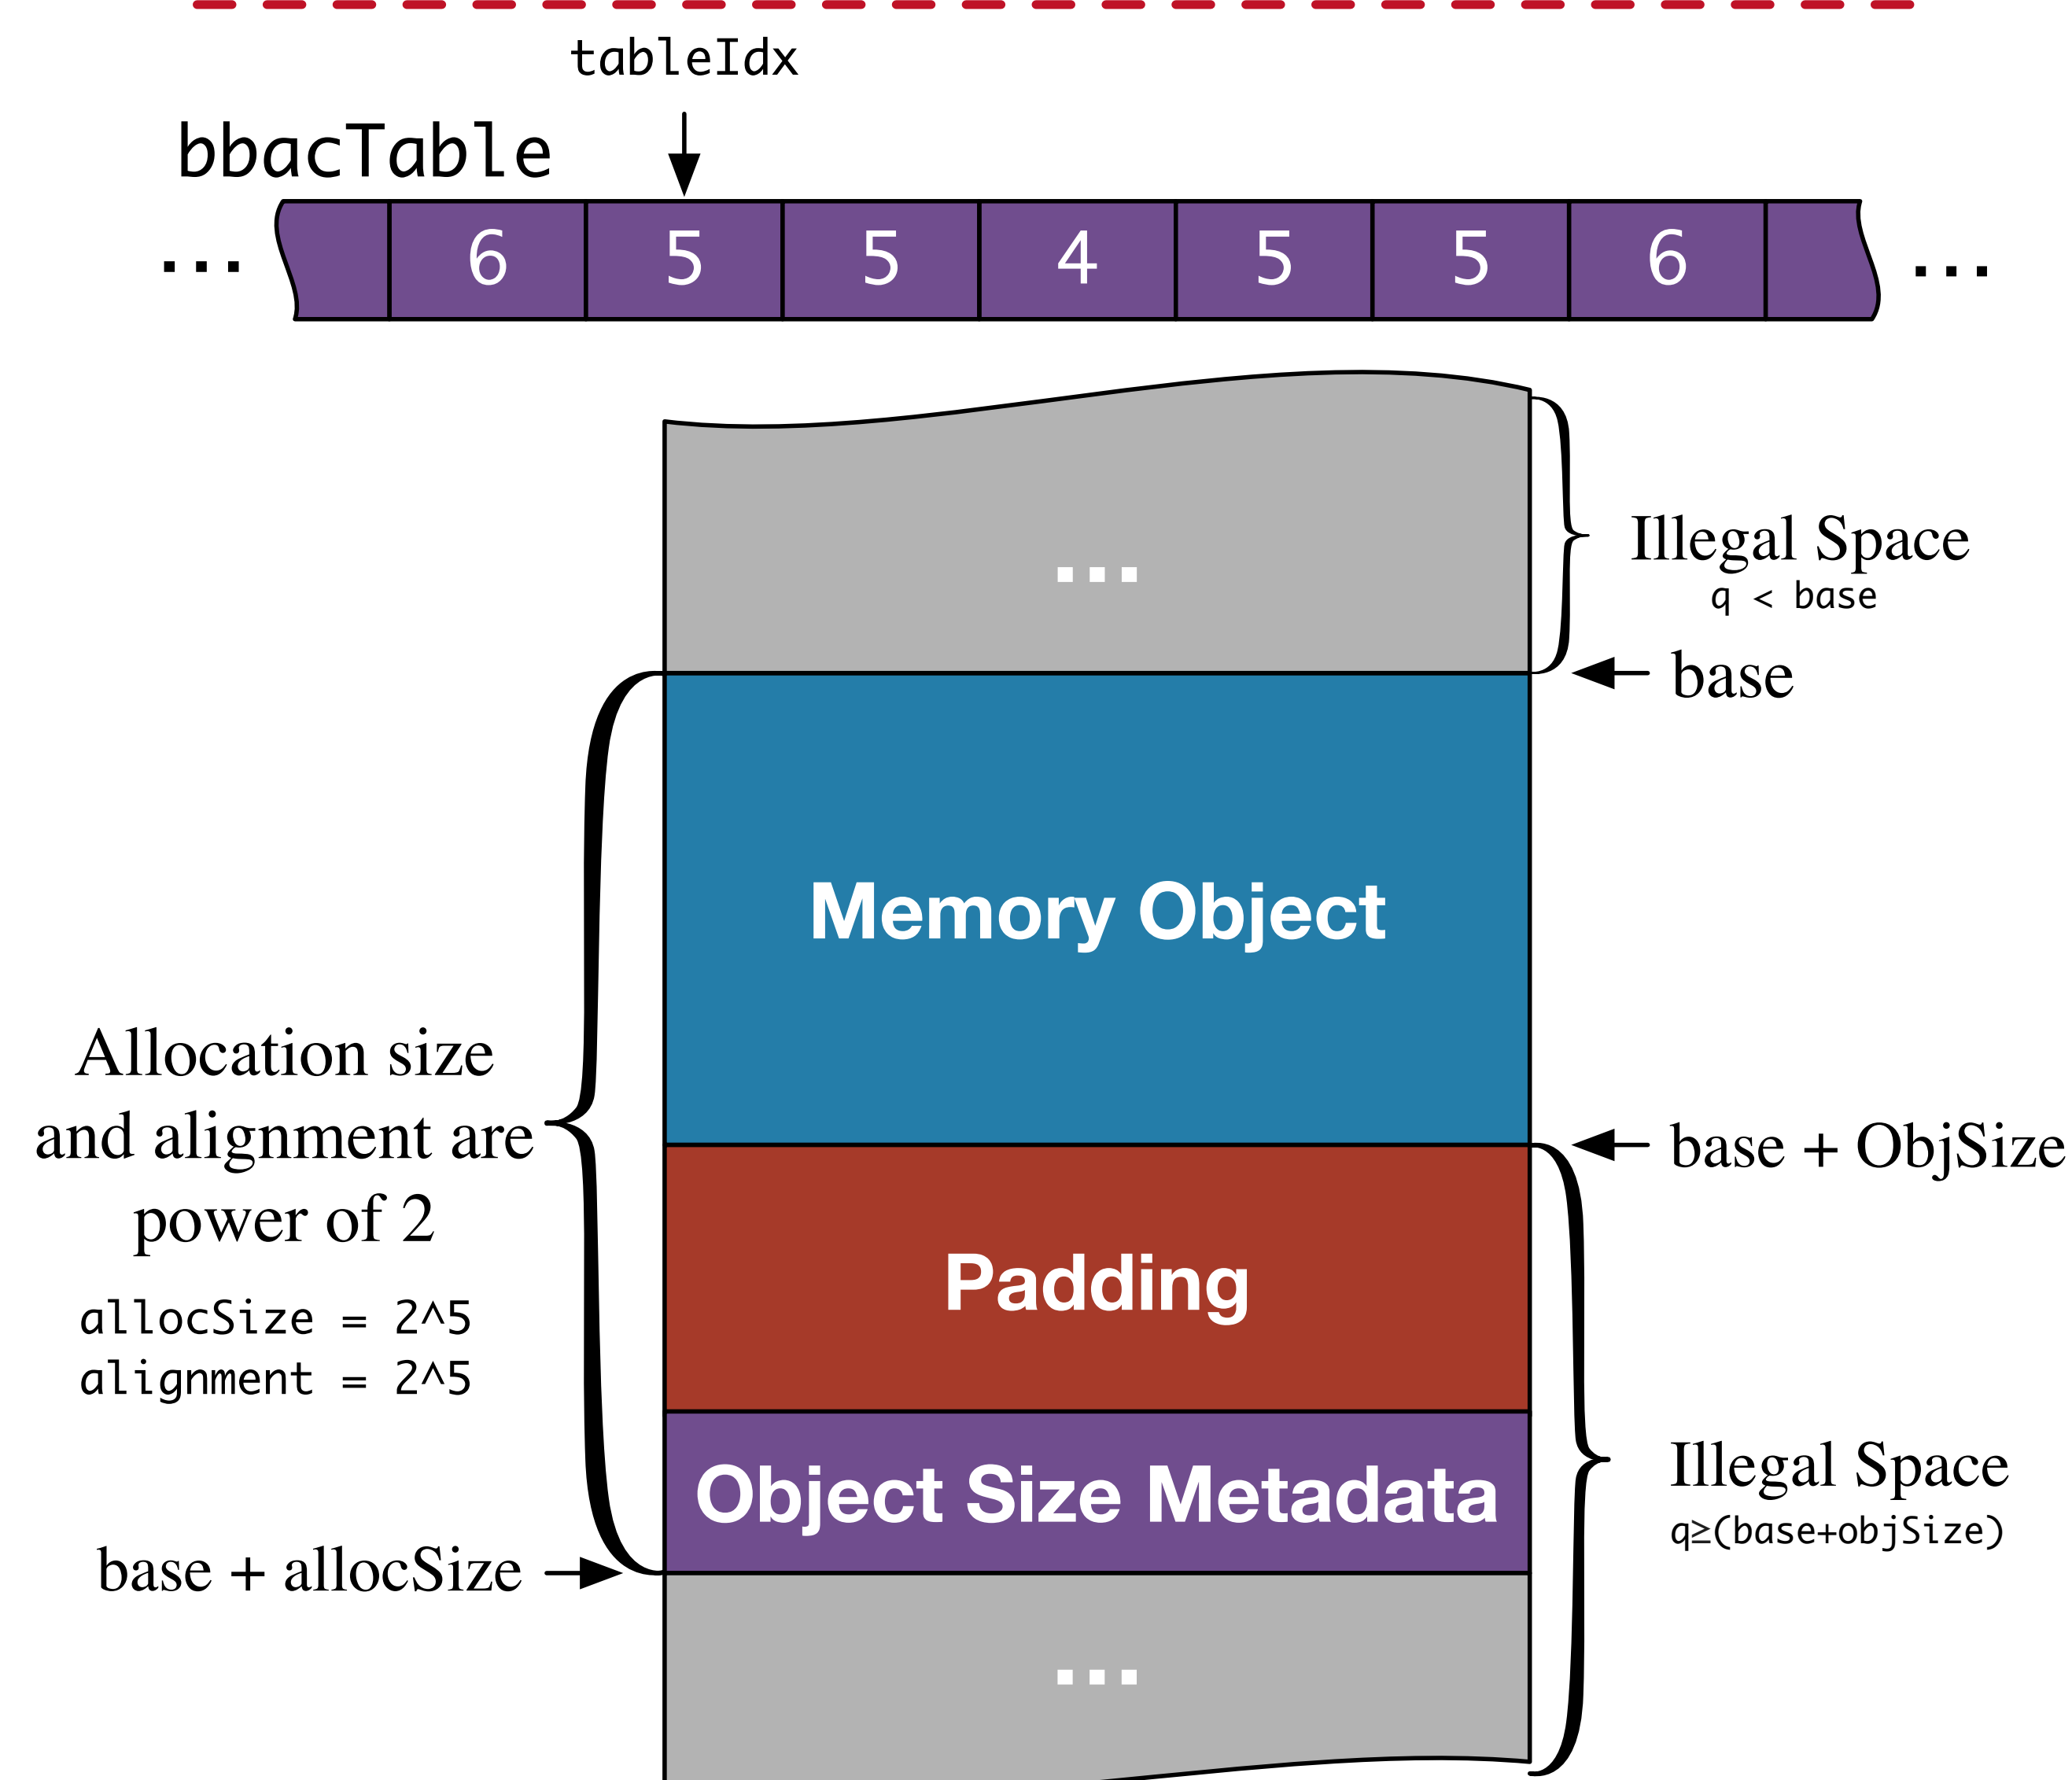 tableIdx
bbacTable
... 6 5 5 4 5 5 6 ...
...
Illegal Space
q < base
base
Memory Object
Allocation size
and alignment are
power of 2
allocSize = 2^5
alignment = 2^5
base + ObjSize
Padding
Object Size Metadata
Illegal Space
q≥(base+objsize)
base + allocSize
...